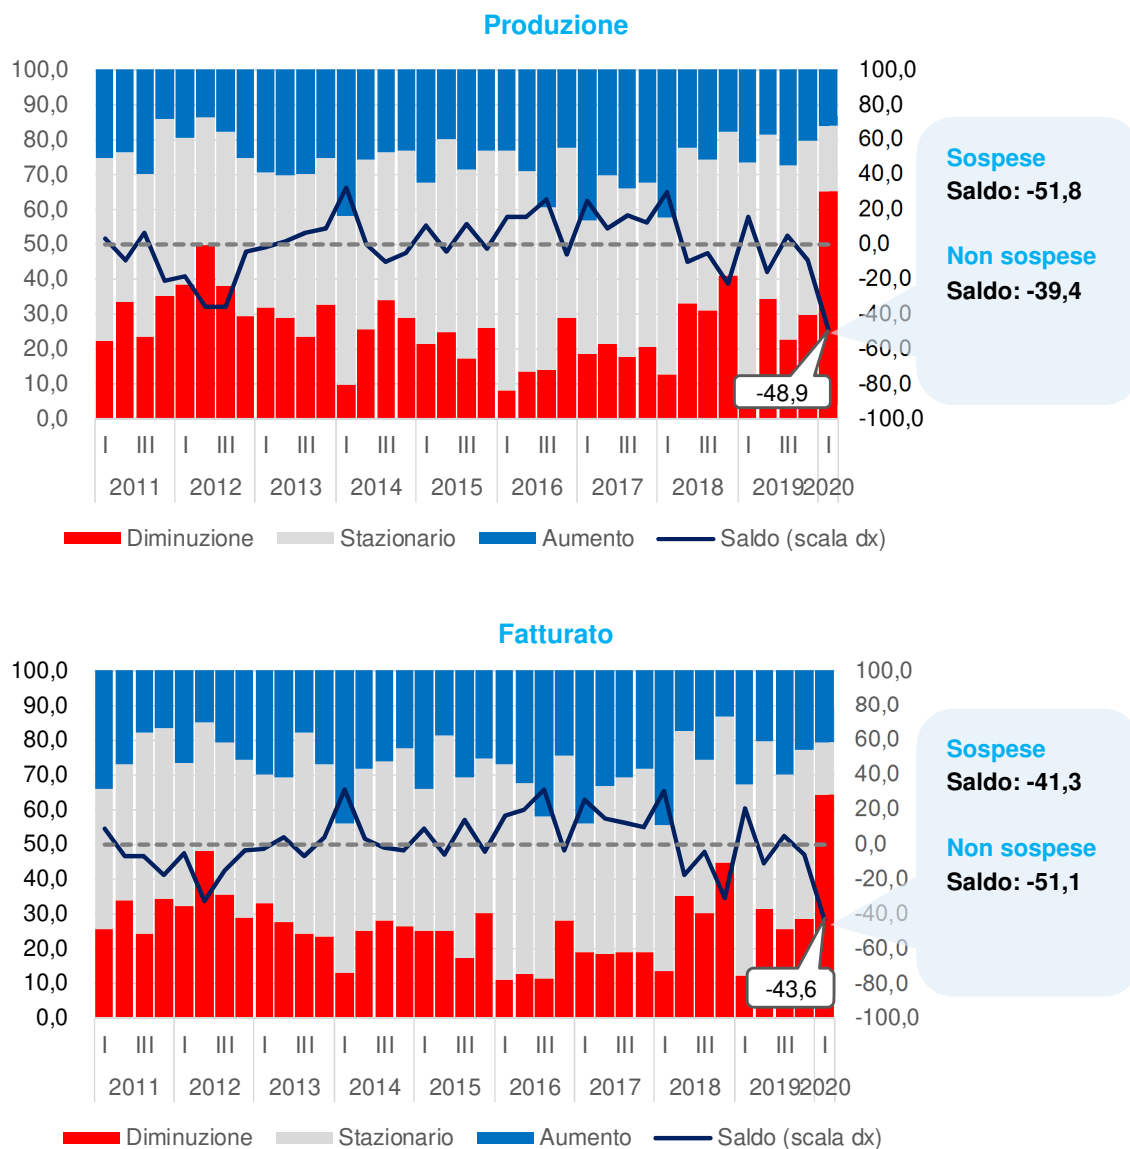 Produzione
100,0 100,0
90,0 80,0
80,0 60,0
70,0 40,0
60,0 20,0
50,0 0,0
40,0 -20,0
30,0 -40,0
20,0 -60,0
10,0 -80,0
0,0 -100,0
Sospese
Saldo: -51,8
Non sospese
Saldo: -39,4
-48,9
I III I III I III I III I III I III I III I III I III I
2011 2012 2013 2014 2015 2016 2017 2018 2019 2020
Diminuzione Stazionario Aumento Saldo (scala dx)
Fatturato
100,0 100,0
90,0 80,0
80,0 60,0
70,0 40,0
60,0 20,0
50,0 0,0
40,0 -20,0
30,0 -40,0
20,0 -60,0
10,0 -80,0
0,0 -100,0
Sospese
Saldo: -41,3
Non sospese
Saldo: -51,1
-43,6
I III I III I III I III I III I III I III I III I III I
2011 2012 2013 2014 2015 2016 2017 2018 2019 2020
Diminuzione Stazionario Aumento Saldo (scala dx)